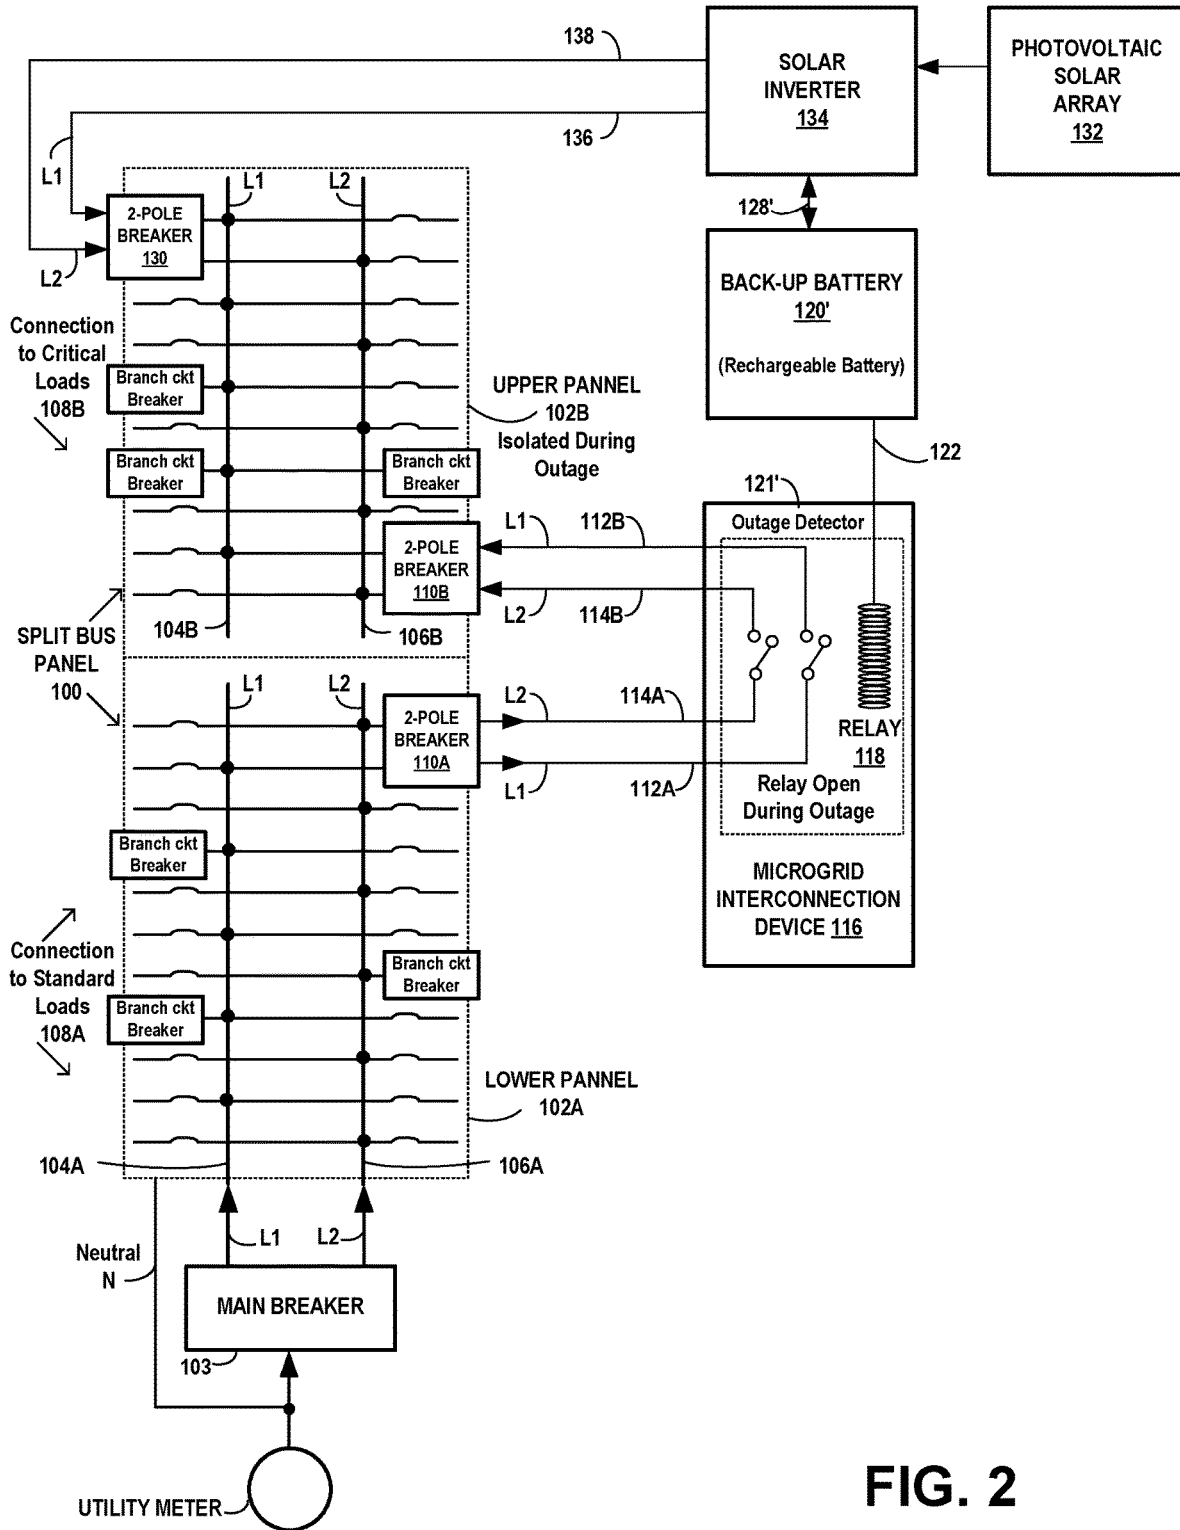 138
SOLAR
INVERTER
134
PHOTOVOLTAIC
SOLAR
ARRAY
132
136
L1
L1
L2
128'
2-POLE
BREAKER
130
L2
BACK-UP BATTERY
120'
(Rechargeable Battery)
Connection
to Critical
Loads
108B
Branch ckt
Breaker
UPPER PANNEL
102B
Isolated During
Outage
Branch ckt
Breaker
Branch ckt
Breaker
122
121'
Outage Detector
L1
112B
2-POLE
BREAKER
110B
L2
114B
104B
106B
SPLIT BUS
PANEL
100
L1
L2
2-POLE
BREAKER
110A
L2
114A
RELAY
118
L1
112A
Relay Open
During Outage
Branch ckt
Breaker
MICROGRID
INTERCONNECTION
DEVICE 116
Connection
to Standard
Loads
108A
Branch ckt
Breaker
Branch ckt
Breaker
LOWER PANNEL
102A
104A
106A
L1
L2
Neutral
N
MAIN BREAKER
103
UTILITY METER
FIG. 2